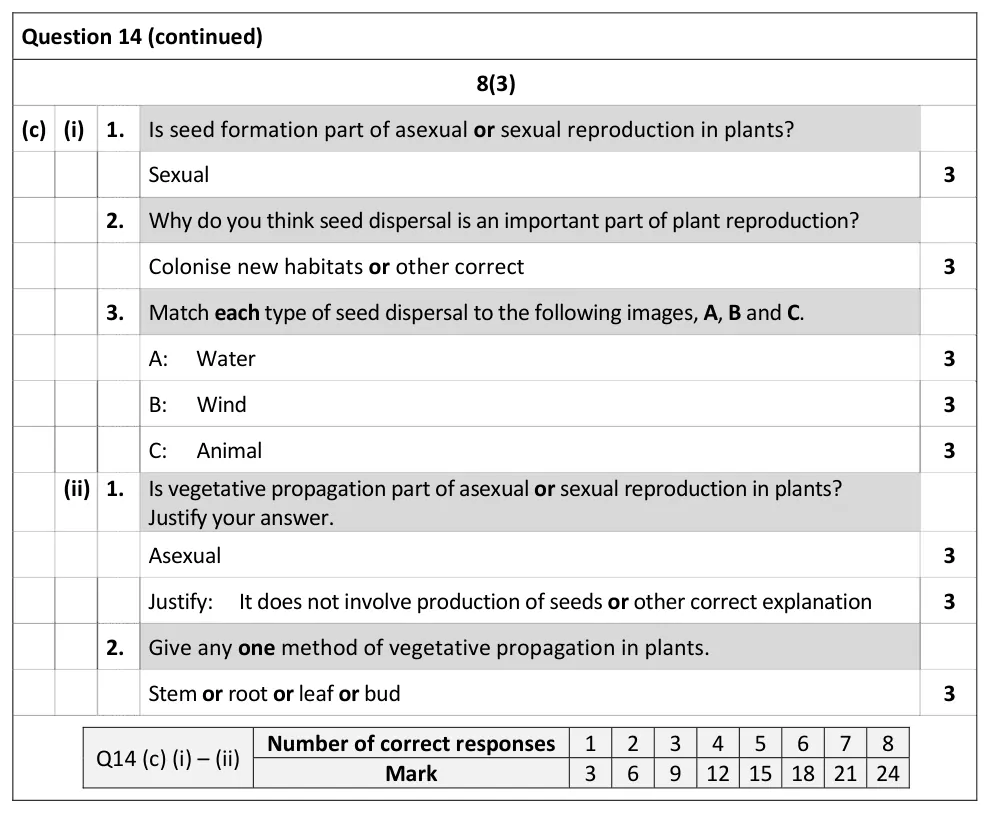 Question 14 (continued)
8(3)
(c) (i) 1. Is seed formation part of asexual or sexual reproduction in plants?
Sexual 3
2. Why do you think seed dispersal is an important part of plant reproduction?
Colonise new habitats or other correct 3
3. Match each type of seed dispersal to the following images, A, B and C.
A: Water 3
B: Wind 3
C: Animal 3
(ii) 1. Is vegetative propagation part of asexual or sexual reproduction in plants?
Justify your answer.
Asexual 3
Justify: It does not involve production of seeds or other correct explanation 3
2. Give any one method of vegetative propagation in plants.
Stem or root or leaf or bud 3
Q14 (c) (i) – (ii) Number of correct responses 1 2 3 4 5 6 7 8
Mark 3 6 9 12 15 18 21 24